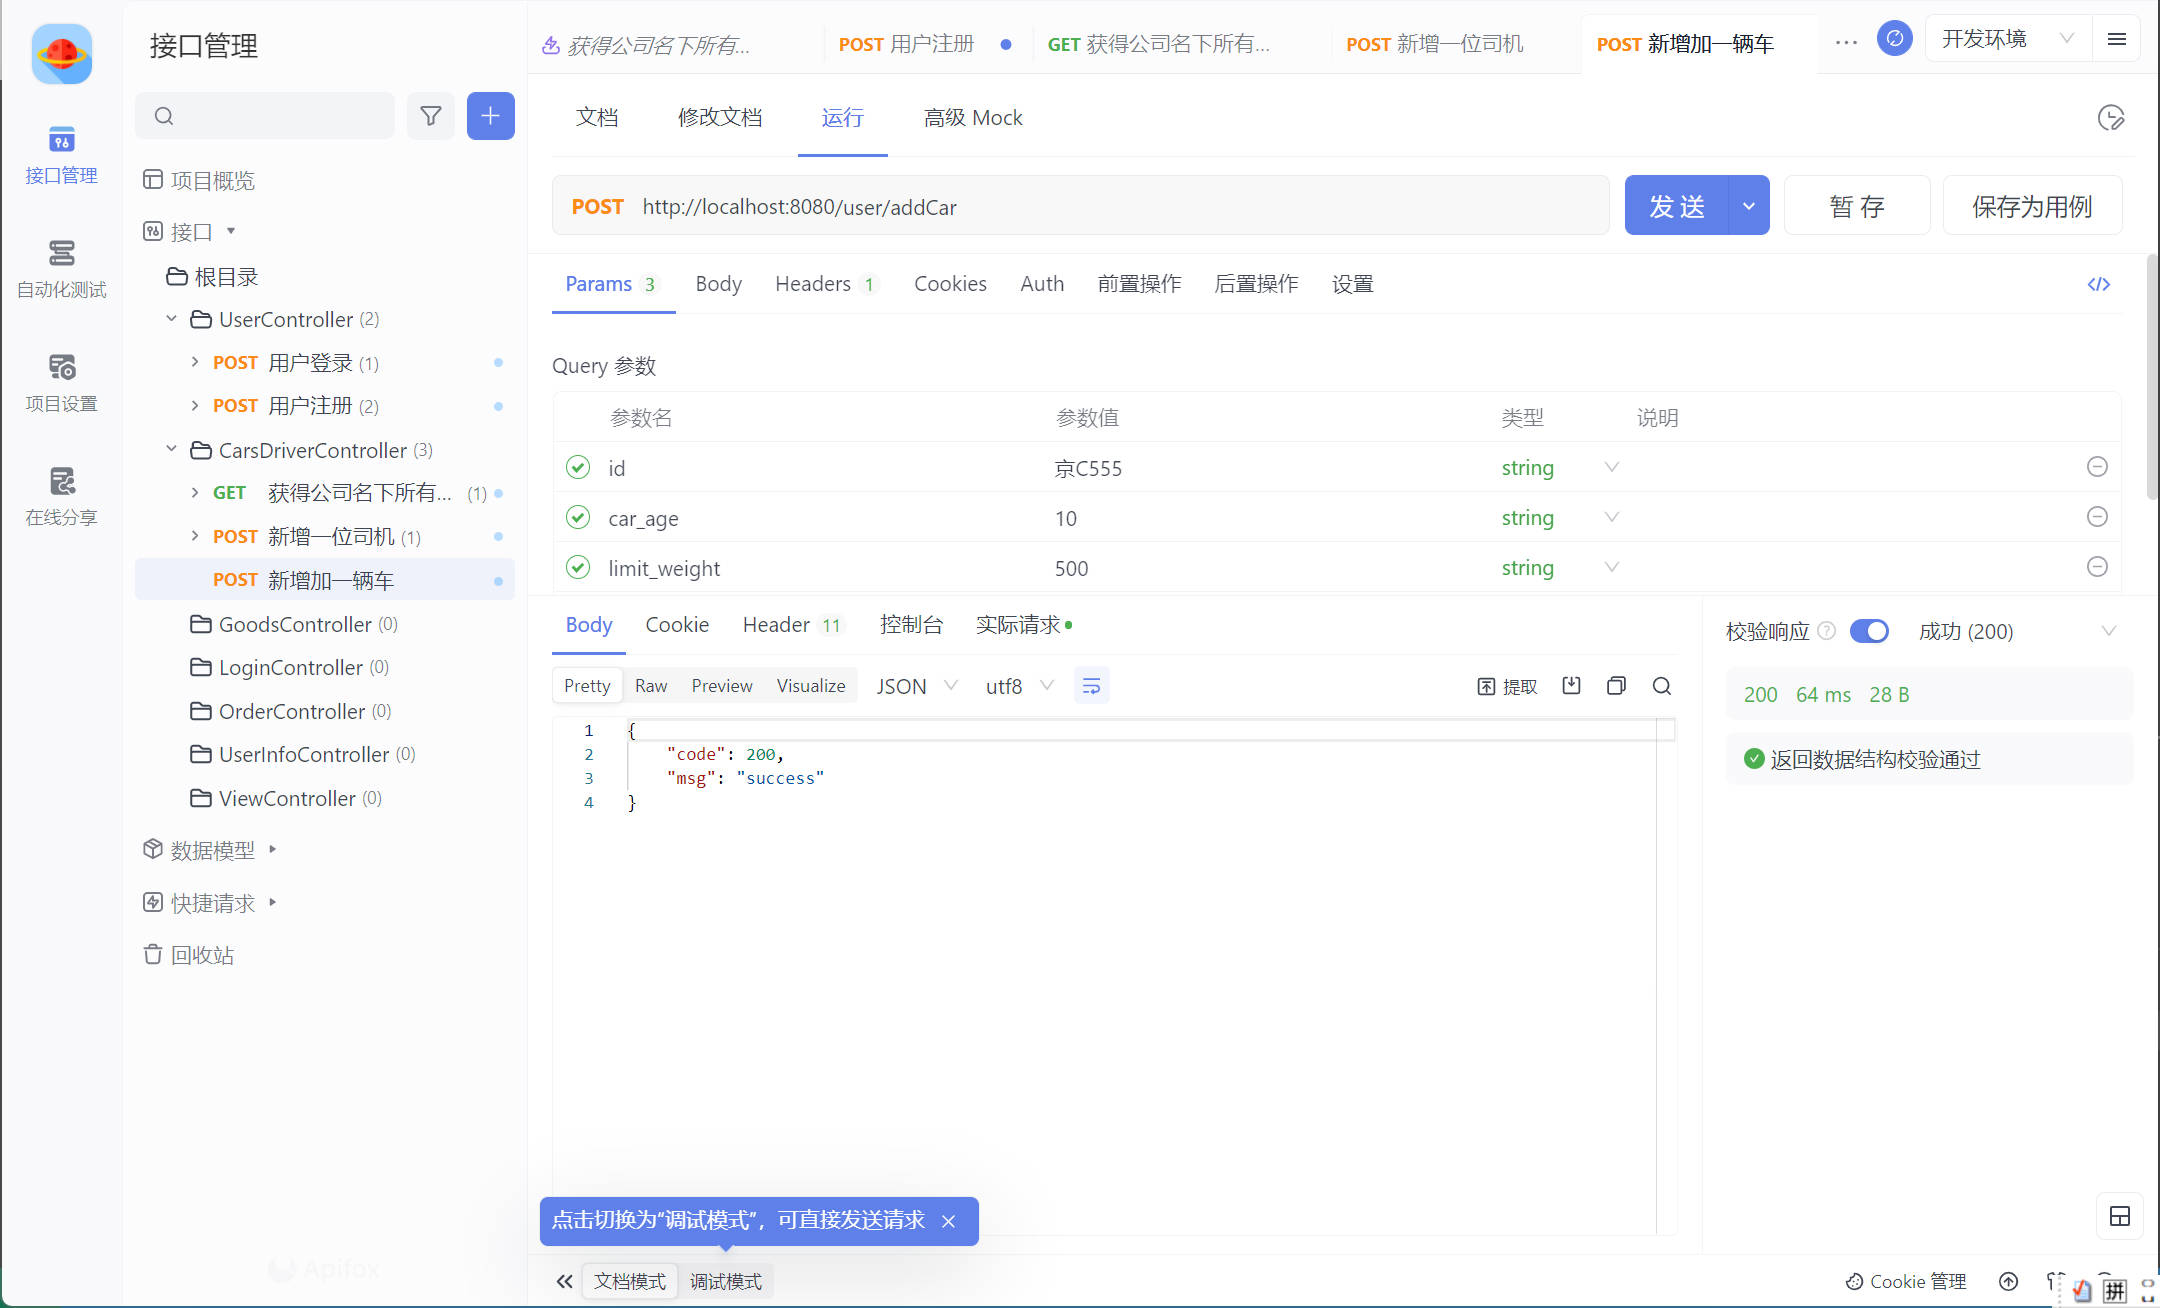 接口管理
获得公司名下所有...
POST 用户注册
GET 获得公司名下所有...
POST 新增一位司机
POST 新增加一辆车
...
开发环境
接口管理
自动化测试
项目设置
在线分享
项目概览
接口
根目录
UserController (2)
POST 用户登录 (1)
POST 用户注册 (2)
CarsDriverController (3)
GET 获得公司名下所有... (1)
POST 新增一位司机 (1)
POST 新增加一辆车
GoodsController (0)
LoginController (0)
OrderController (0)
UserInfoController (0)
ViewController (0)
数据模型
快捷请求
回收站
Apifox
文档 修改文档 运行 高级 Mock
POST http://localhost:8080/user/addCar
发 送 暂 存 保存为用例
Params 3 Body Headers 1 Cookies Auth 前置操作 后置操作 设置
Query 参数
参数名 参数值 类型 说明
id 京C555 string
car_age 10 string
limit_weight 500 string
Body Cookie Header 11 控制台 实际请求
Pretty Raw Preview Visualize JSON utf8 提取
1 {
2 "code": 200,
3 "msg": "success"
4 }
校验响应 ? 成功 (200)
200 64 ms 28 B
返回数据结构校验通过
点击切换为“调试模式”，可直接发送请求
文档模式 调试模式
Cookie 管理
拼